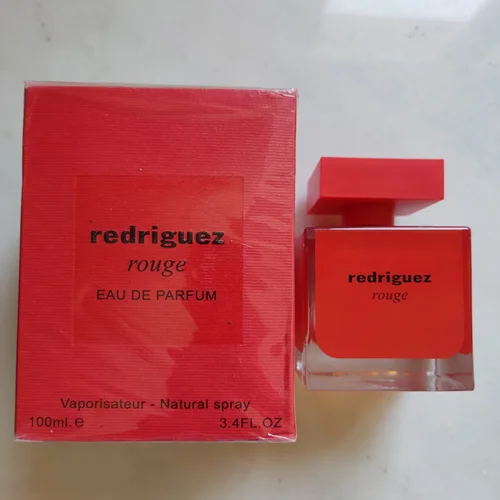 redriguez
rouge
EAU DE PARFUM
Vaporisateur - Natural spray
100ml.e 3.4FL.OZ
redriguez
rouge